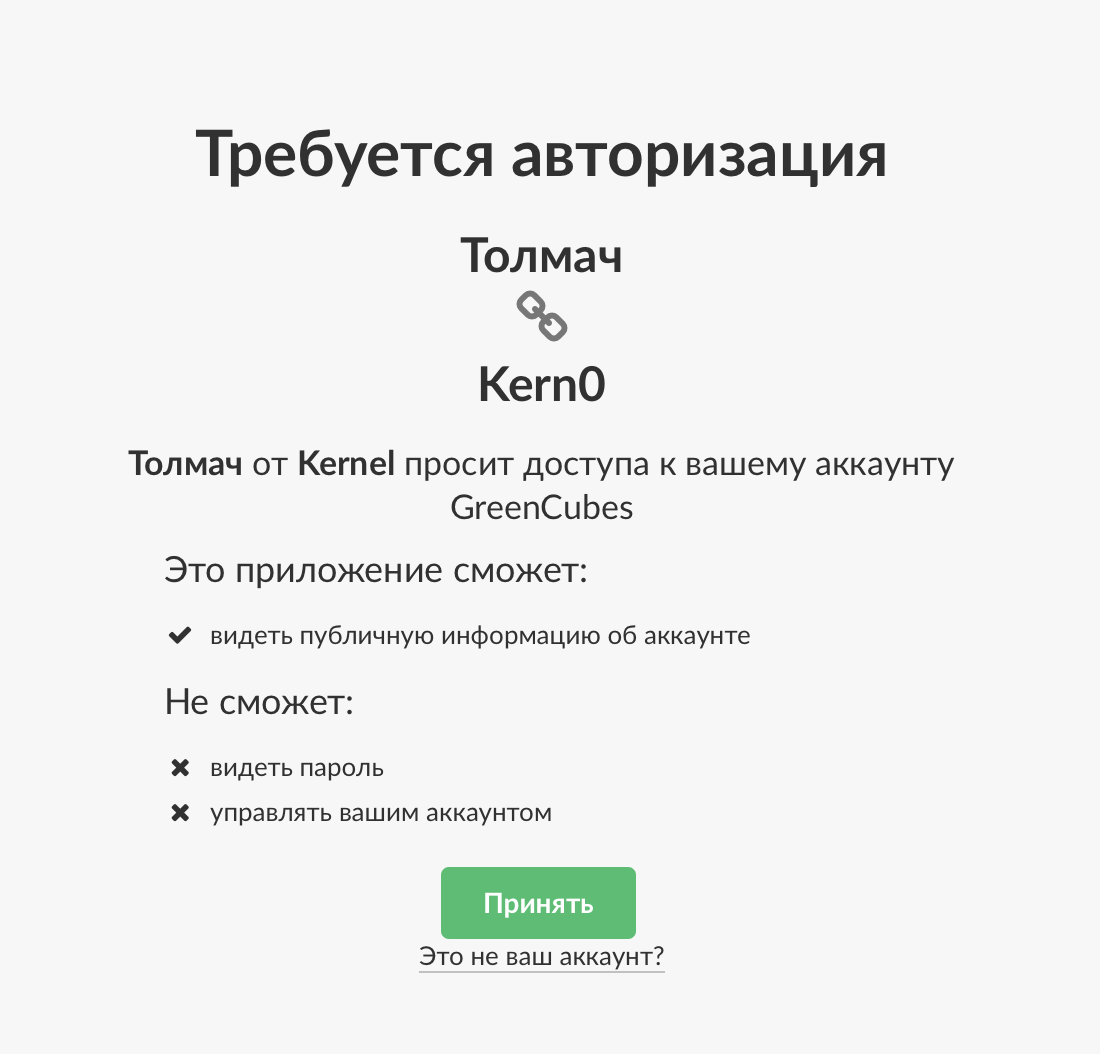 Требуется авторизация
Толмач
Kern0
Толмач от Kernel просит доступа к вашему аккаунту
GreenCubes
Это приложение сможет:
видеть публичную информацию об аккаунте
Не сможет:
видеть пароль
управлять вашим аккаунтом
Принять
Это не ваш аккаунт?